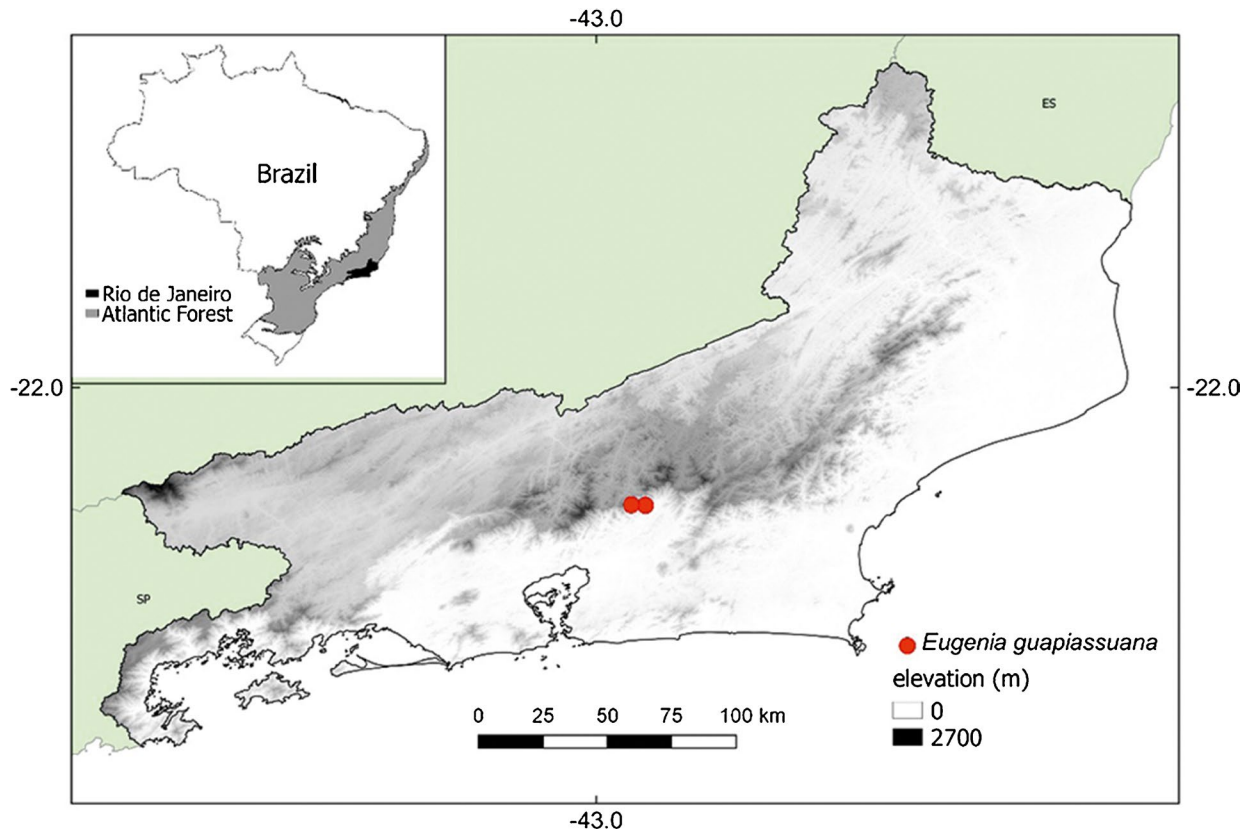 -43.0
Brazil
Rio de Janeiro
Atlantic Forest
ES
-22.0
-22.0
SP
Eugenia guapiassuana
elevation (m)
0
2700
0 25 50 75 100 km
-43.0